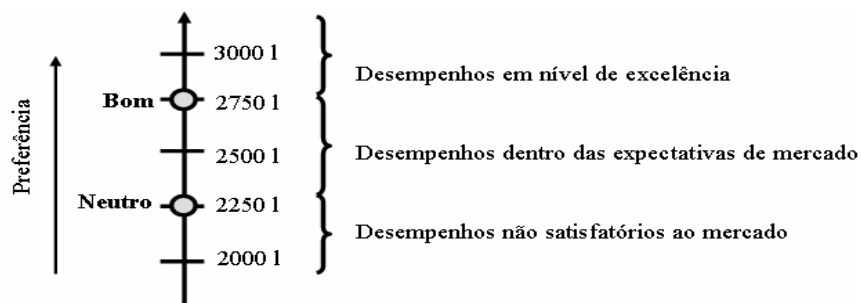 3000 l
Desempenhos em nível de excelência
Bom
2750 l
2500 l
Desempenhos dentro das expectativas de mercado
Neutro
2250 l
Desempenhos não satisfatórios ao mercado
2000 l
Preferência